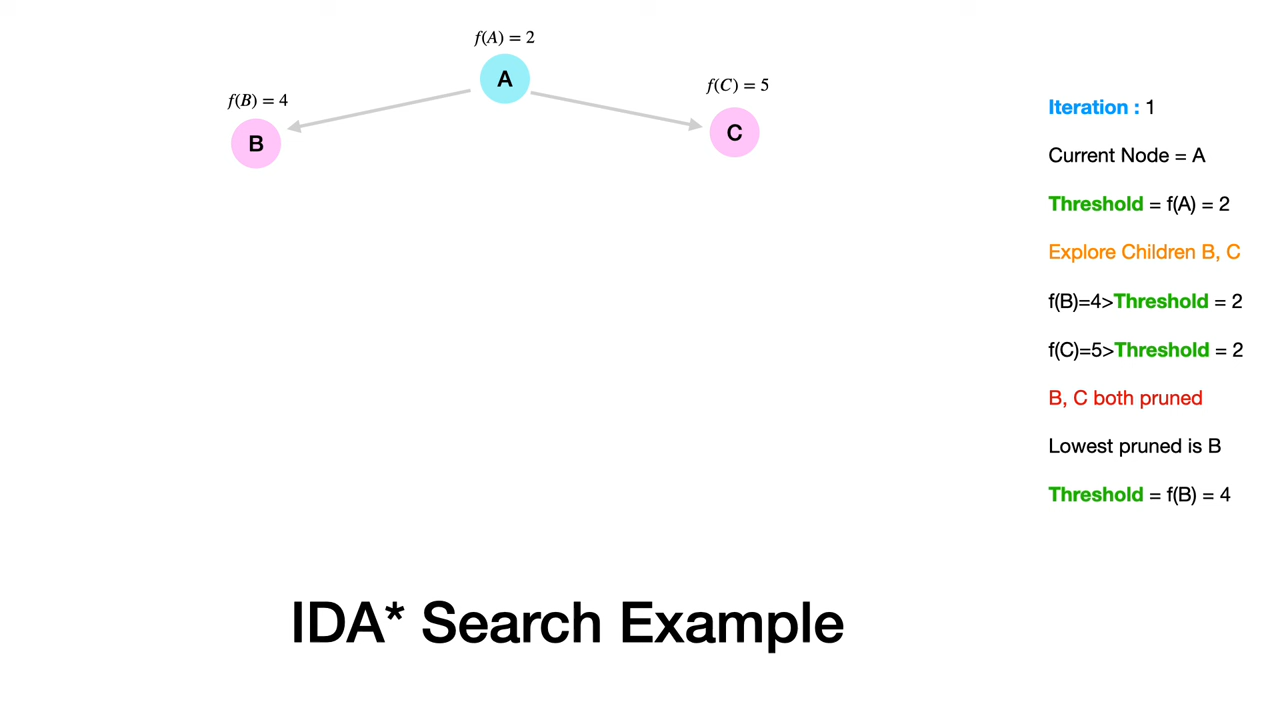 f(A) = 2
A
f(B) = 4
B
f(C) = 5
C
Iteration : 1
Current Node = A
Threshold = f(A) = 2
Explore Children B, C
f(B)=4>Threshold = 2
f(C)=5>Threshold = 2
B, C both pruned
Lowest pruned is B
Threshold = f(B) = 4
IDA* Search Example